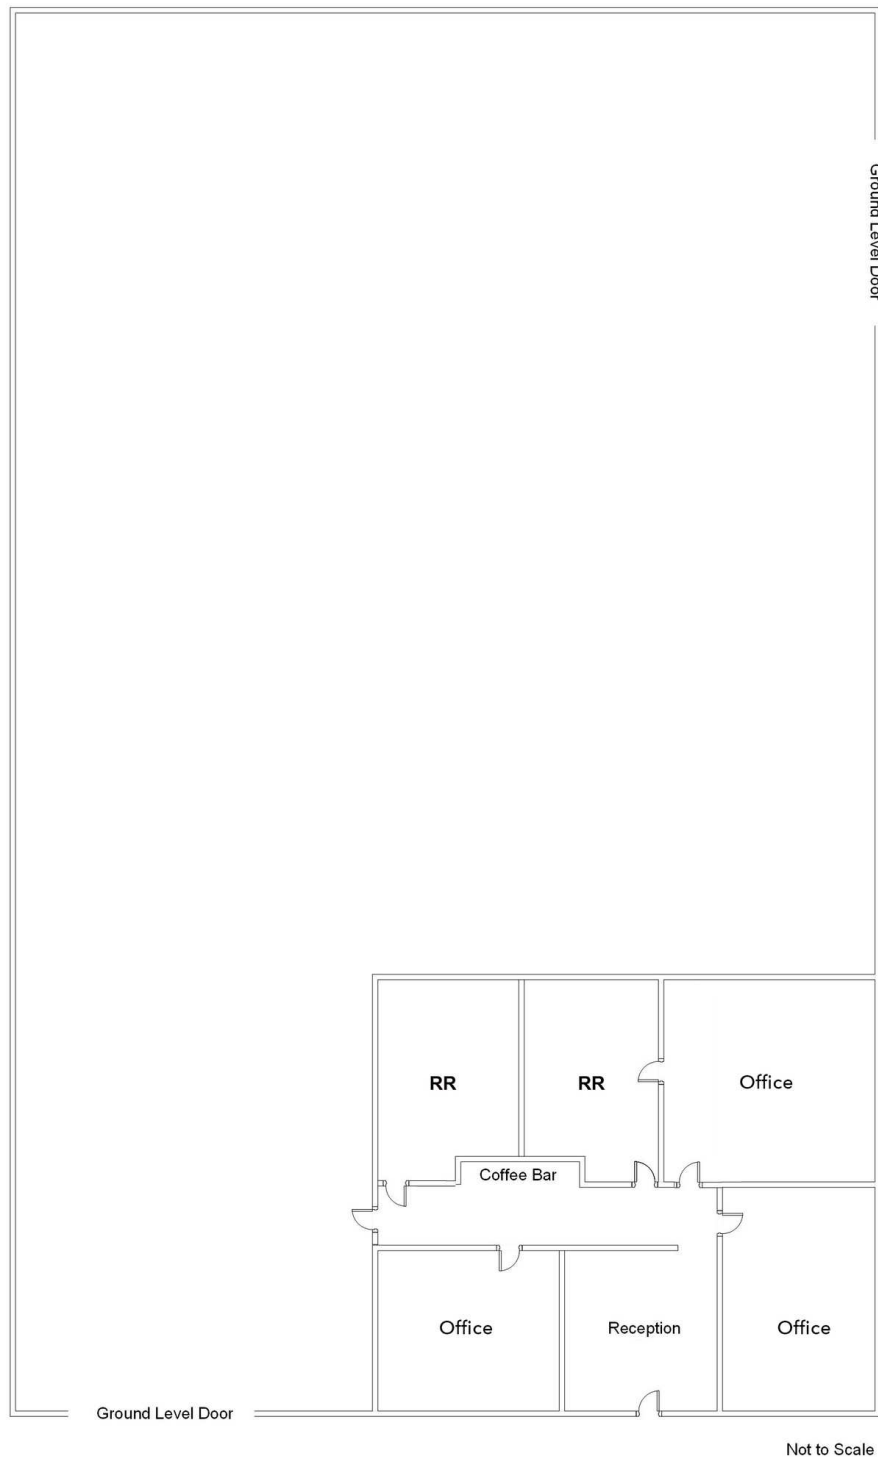 Ground Level Door
RR
RR
Office
Coffee Bar
Office
Reception
Office
Ground Level Door
Not to Scale